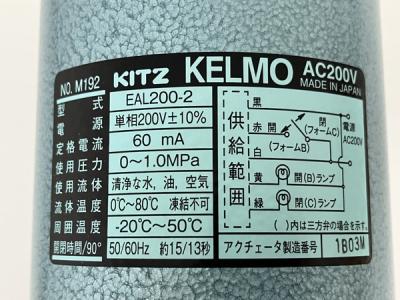 NO. M192 KITZ KELMO AC200V
MADE IN JAPAN
型式 EAL200-2
電源 単相200V±10%
定格電流 60 mA
使用圧力 0～1.0MPa
使用流体 清浄な水, 油, 空気
流体温度 0℃～80℃ 凍結不可
周囲温度 -20℃～50℃
開閉時間/90° 50/60Hz 約15/13秒
供給範囲
黒
赤 開 閉(フォームC)
(フォームB)
白
黄 開(B)ランプ
青 閉(C)ランプ
電源
AC200V
( )内は三方弁の場合を示す.
アクチェータ製造番号 1B03M